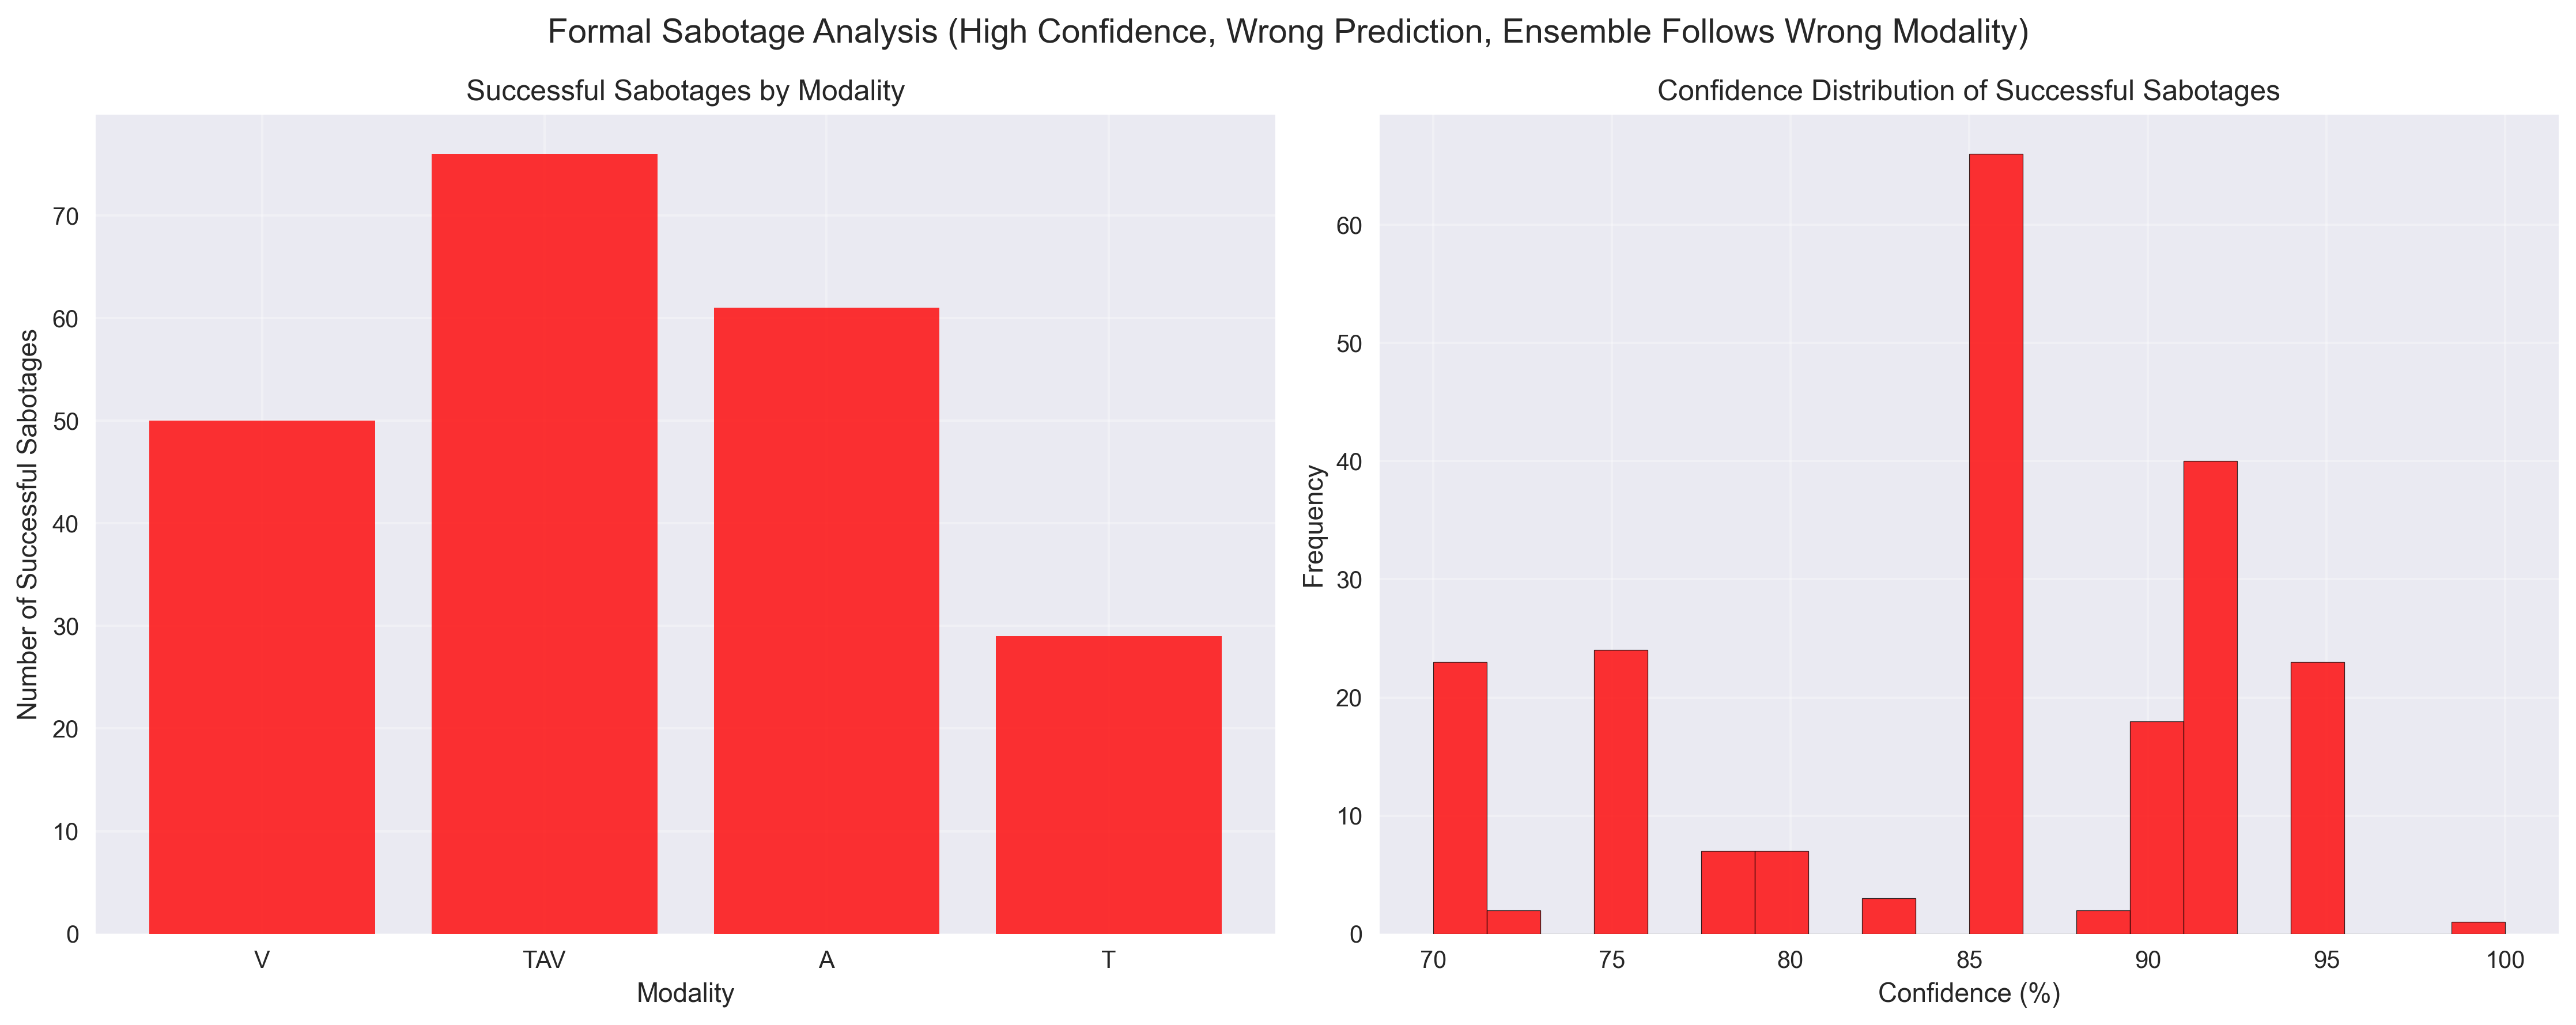 Formal Sabotage Analysis (High Confidence, Wrong Prediction, Ensemble Follows Wrong Modality)
Successful Sabotages by Modality
Number of Successful Sabotages
70
60
50
40
30
20
10
0
V
TAV
A
T
Modality
Confidence Distribution of Successful Sabotages
Frequency
60
50
40
30
20
10
0
70
75
80
85
90
95
100
Confidence (%)